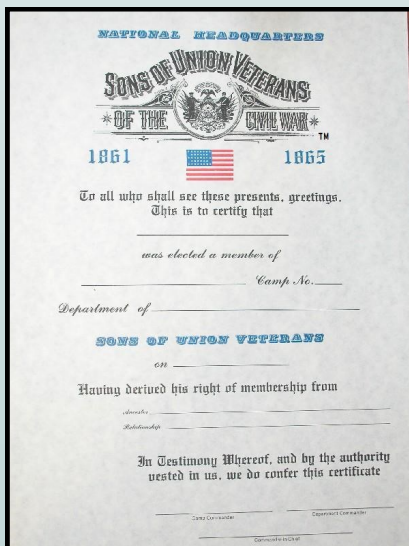 NATIONAL HEADQUARTERS
SONS OF UNION VETERANS
OF THE CIVIL WAR
TM
1861 1865
To all who shall see these presents, greetings.
This is to certify that
was elected a member of
Camp No.
Department of
SONS OF UNION VETERANS
on
Having derived his right of membership from
Ancestor
Relationship
In Testimony Whereof, and by the authority
vested in us, we do confer this certificate
Camp Commander Department Commander
Commander in Chief